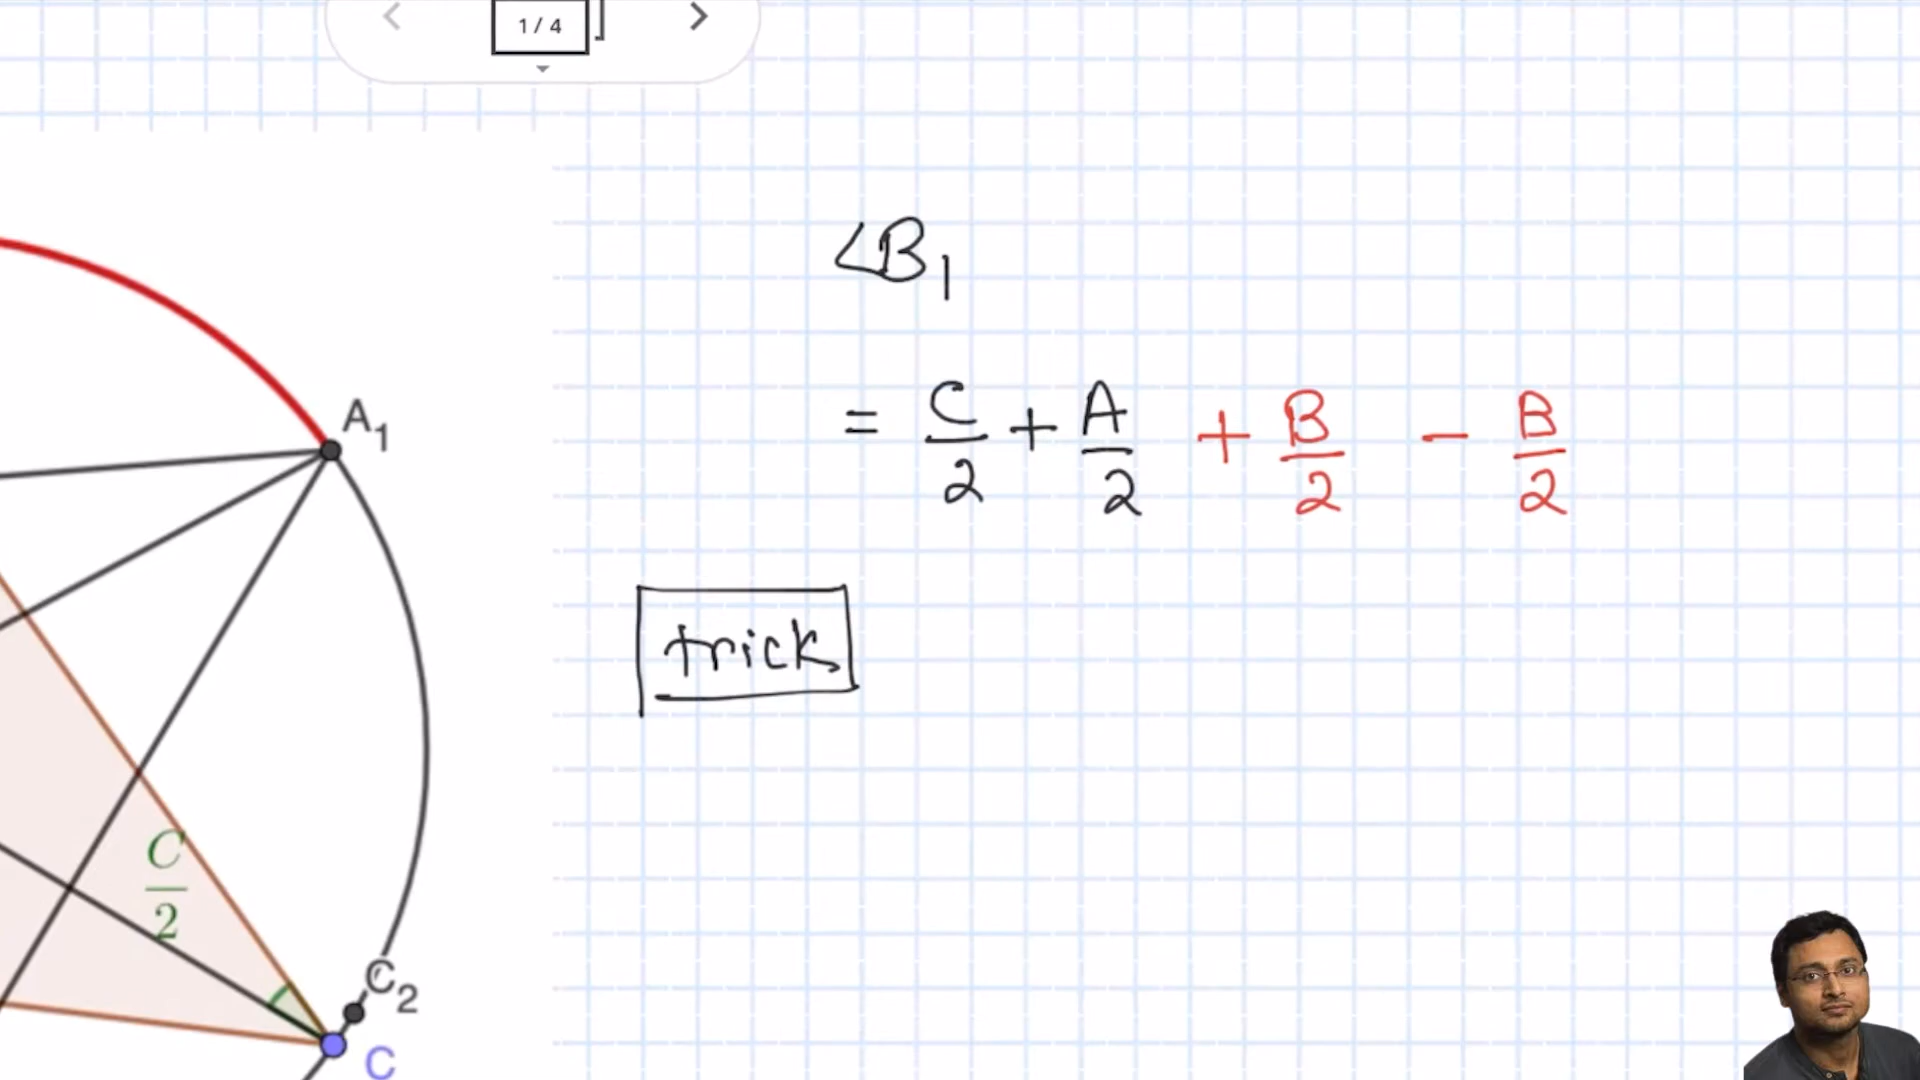 1 / 4
∠B₁
= C/2 + A/2 + B/2 - B/2
trick
A₁
C/2
C₂
C